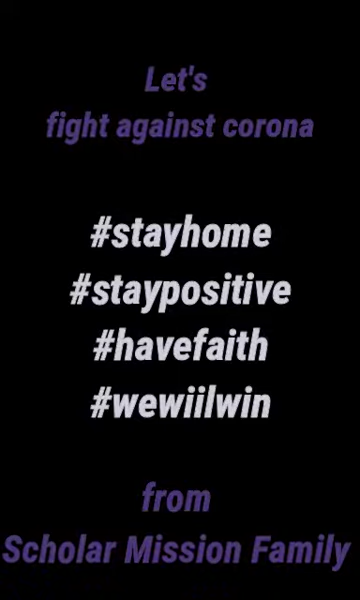 Let's
fight against corona
#stayhome
#staypositive
#havefaith
#wewiilwin
from
Scholar Mission Family